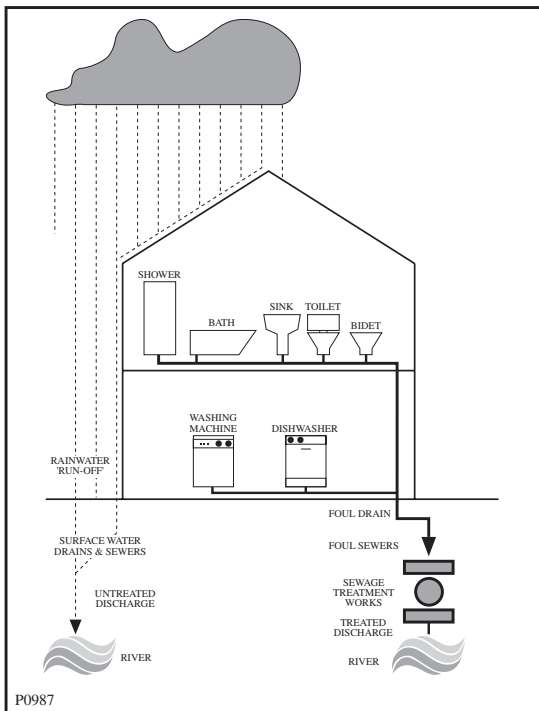 SHOWER
BATH
SINK
TOILET
BIDET
WASHING
MACHINE
DISHWASHER
RAINWATER
'RUN-OFF'
FOUL DRAIN
SURFACE WATER
DRAINS & SEWERS
FOUL SEWERS
UNTREATED
DISCHARGE
SEWAGE
TREATMENT
WORKS
TREATED
DISCHARGE
RIVER
RIVER
P0987